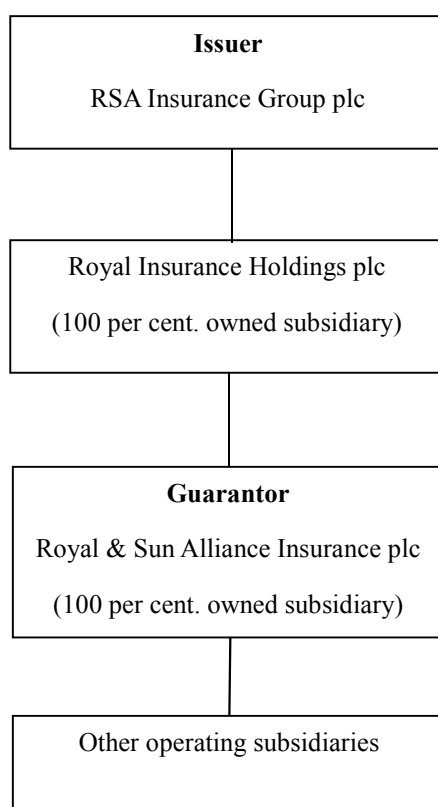 Issuer
RSA Insurance Group plc
Royal Insurance Holdings plc
(100 per cent. owned subsidiary)
Guarantor
Royal & Sun Alliance Insurance plc
(100 per cent. owned subsidiary)
Other operating subsidiaries